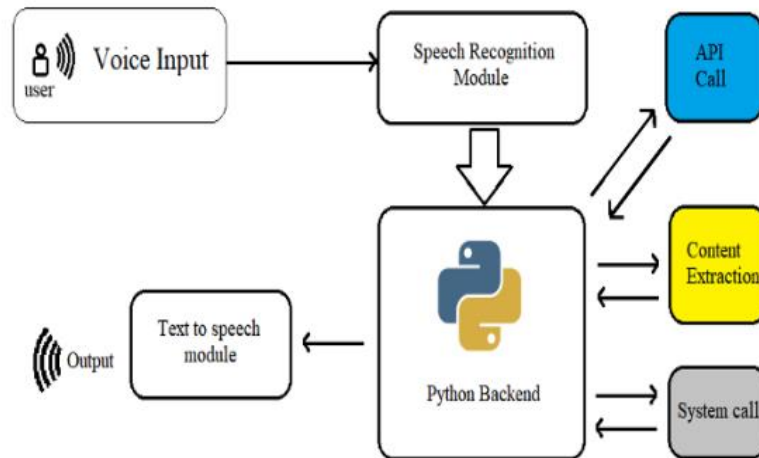 Voice Input
user
Speech Recognition
Module
API
Call
Content
Extraction
Python Backend
System call
Text to speech
module
Output